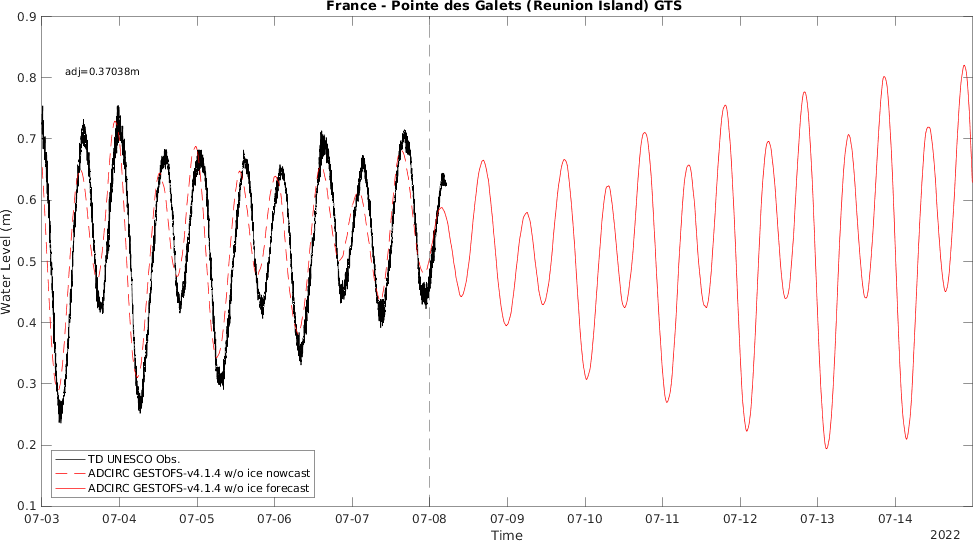 France - Pointe des Galets (Reunion Island) GTS
0.9
adj=0.37038m
0.8
0.7
0.6
0.5
0.4
0.3
0.2
0.1
Water Level (m)
TD UNESCO Obs.
ADCIRC GESTOFS-v4.1.4 w/o ice nowcast
ADCIRC GESTOFS-v4.1.4 w/o ice forecast
07-03 07-04 07-05 07-06 07-07 07-08 07-09 07-10 07-11 07-12 07-13 07-14
Time
2022